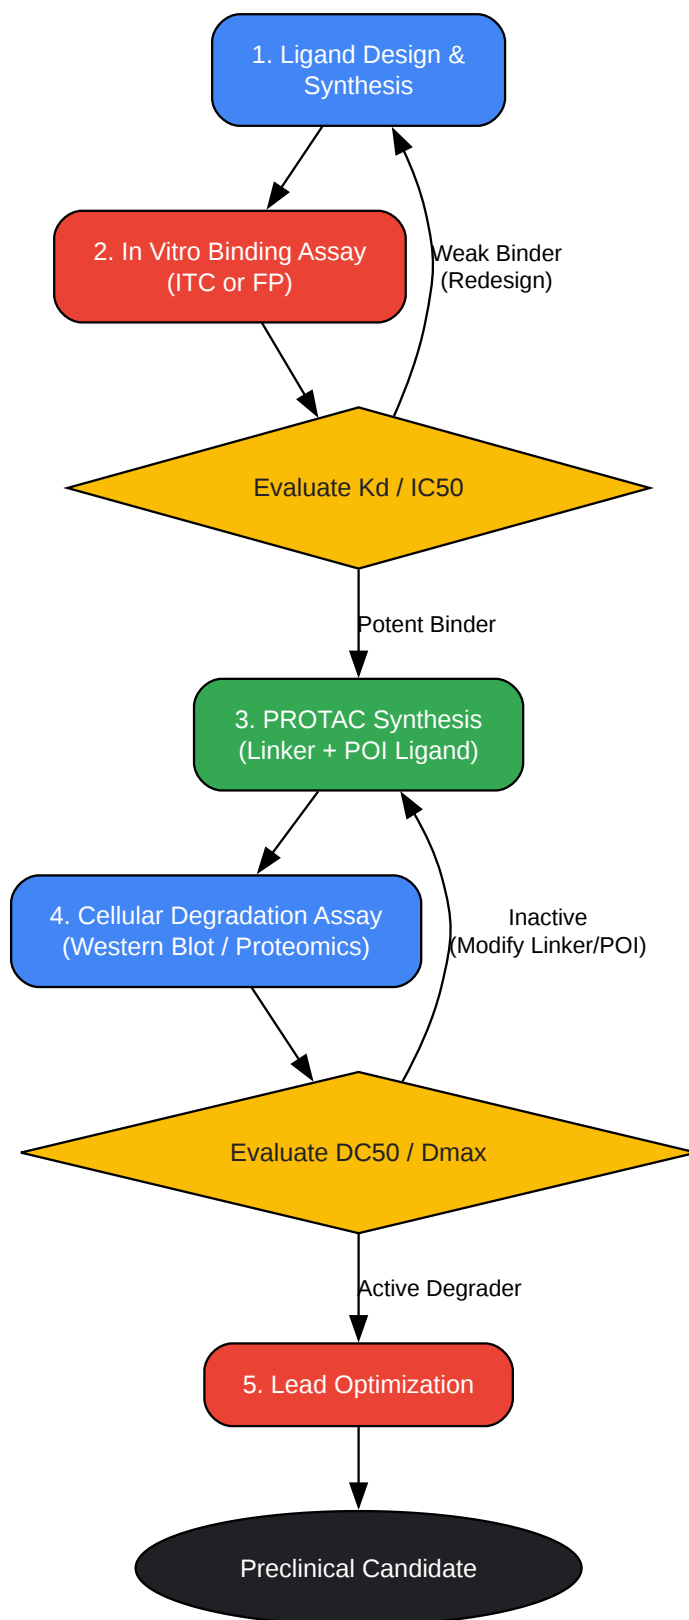 1. Ligand Design &
Synthesis
2. In Vitro Binding Assay
(ITC or FP)
Weak Binder
(Redesign)
Evaluate Kd / IC50
Potent Binder
3. PROTAC Synthesis
(Linker + POI Ligand)
4. Cellular Degradation Assay
(Western Blot / Proteomics)
Inactive
(Modify Linker/POI)
Evaluate DC50 / Dmax
Active Degrader
5. Lead Optimization
Preclinical Candidate